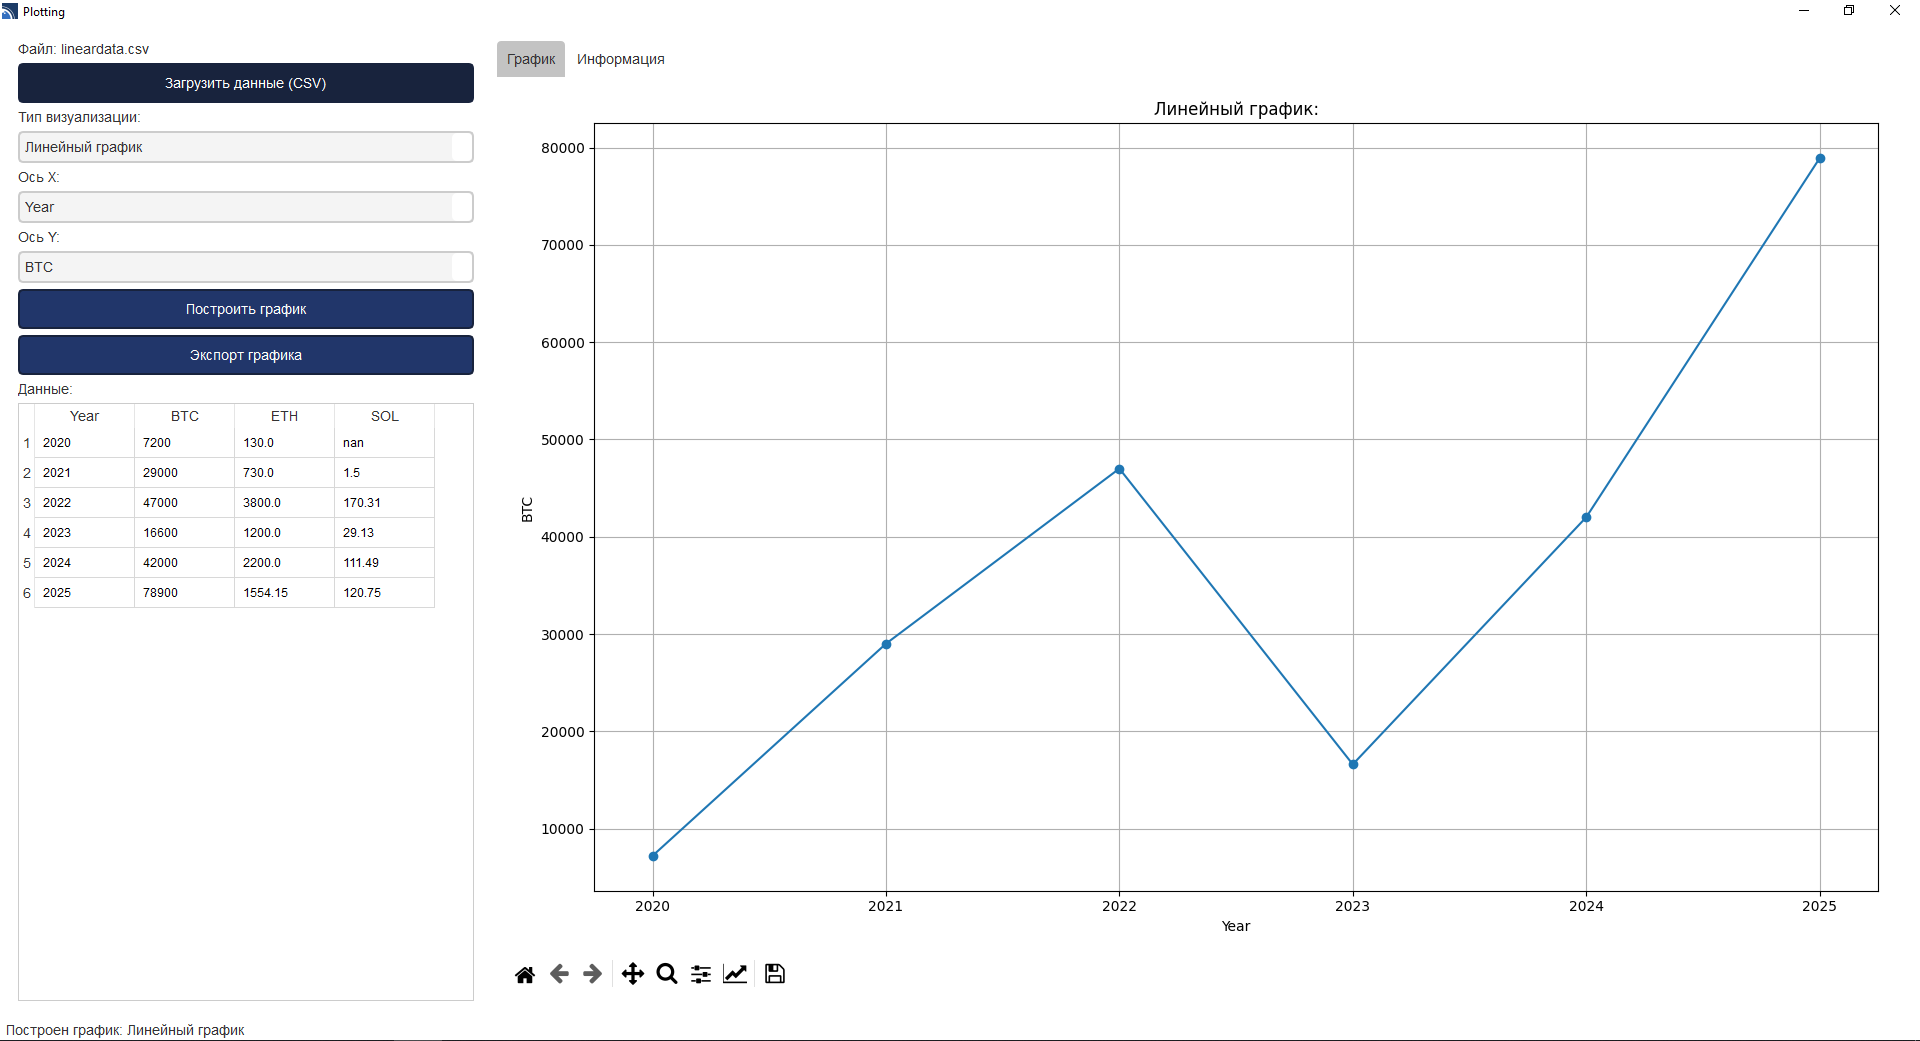 Plotting
Файл: lineardata.csv
Загрузить данные (CSV)
Тип визуализации:
Линейный график
Ось X:
Year
Ось Y:
BTC
Построить график
Экспорт графика
Данные:
Year BTC ETH SOL
1 2020 7200 130.0 nan
2 2021 29000 730.0 1.5
3 2022 47000 3800.0 170.31
4 2023 16600 1200.0 29.13
5 2024 42000 2200.0 111.49
6 2025 78900 1554.15 120.75
График Информация
Линейный график:
80000
70000
60000
50000
40000
30000
20000
10000
BTC
2020 2021 2022 2023 2024 2025
Year
Построен график: Линейный график